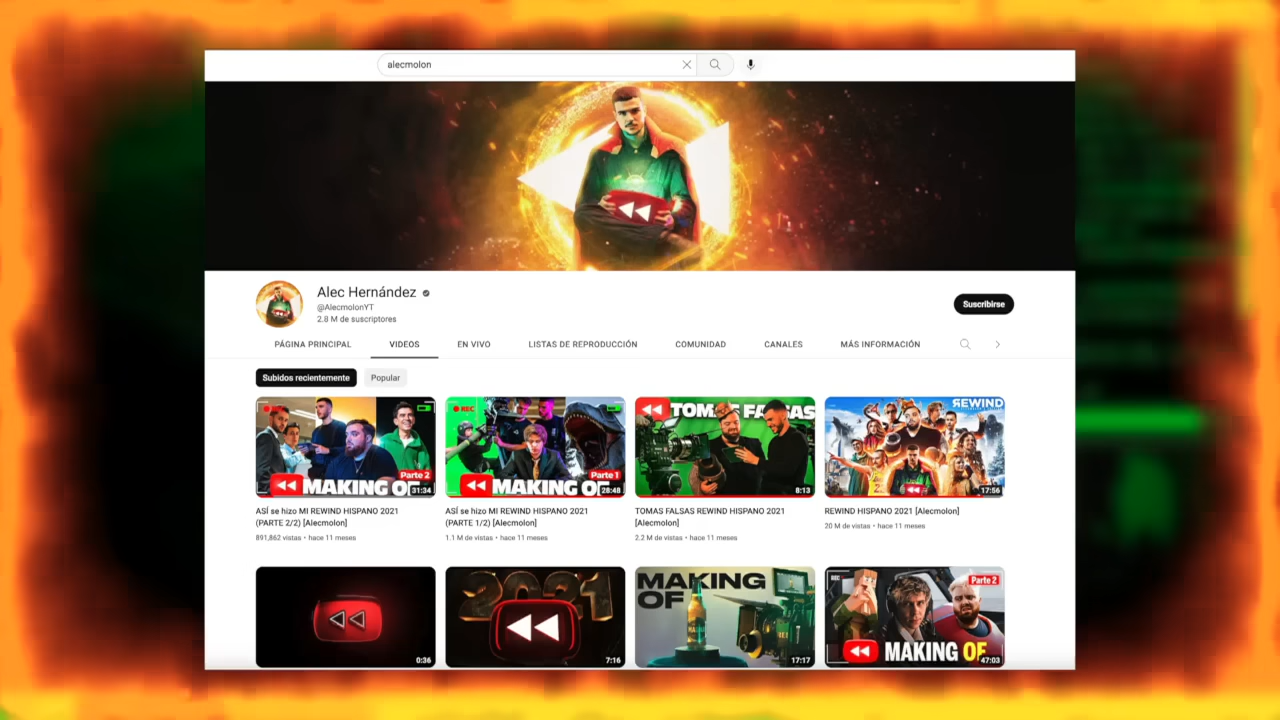 alecmolon
Alec Hernández
@AlecmolonYT
2.8 M de suscriptores
Suscribirse
PÁGINA PRINCIPAL VIDEOS EN VIVO LISTAS DE REPRODUCCIÓN COMUNIDAD CANALES MÁS INFORMACIÓN
Subidos recientemente Popular
Parte 2
MAKING OF
31:34
REC
Parte 1
MAKING OF
28:48
TOMAS FALSAS
8:13
REWIND
17:56
ASÍ se hizo MI REWIND HISPANO 2021
(PARTE 2/2) [Alecmolon]
891,862 vistas • hace 11 meses
ASÍ se hizo MI REWIND HISPANO 2021
(PARTE 1/2) [Alecmolon]
1.1 M de vistas • hace 11 meses
TOMAS FALSAS REWIND HISPANO 2021
[Alecmolon]
2.2 M de vistas • hace 11 meses
REWIND HISPANO 2021 [Alecmolon]
20 M de vistas • hace 11 meses
0:36
2021
7:16
MAKING
OF
17:17
REC
Parte 2
MAKING OF
47:03